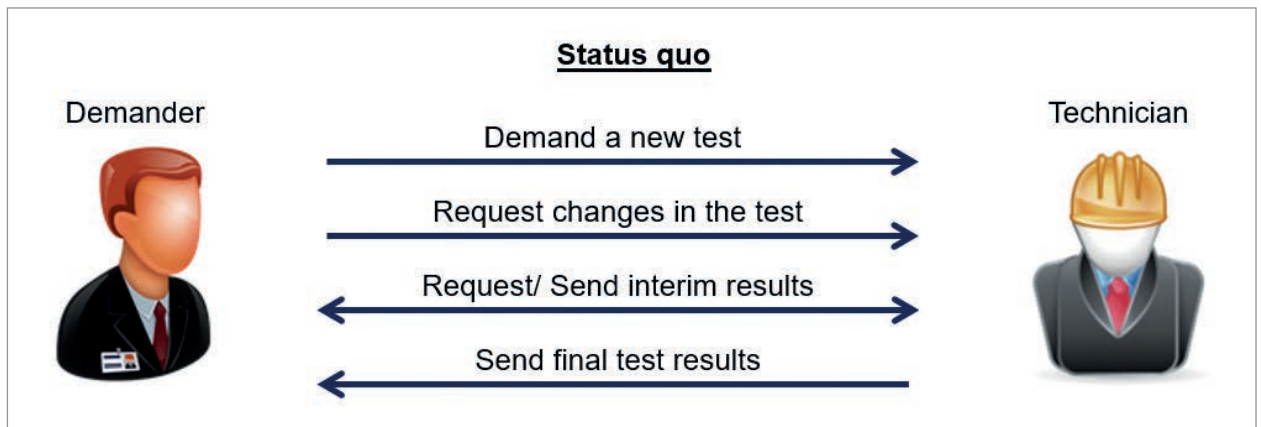 Status quo
Demander
Technician
Demand a new test
Request changes in the test
Request/ Send interim results
Send final test results